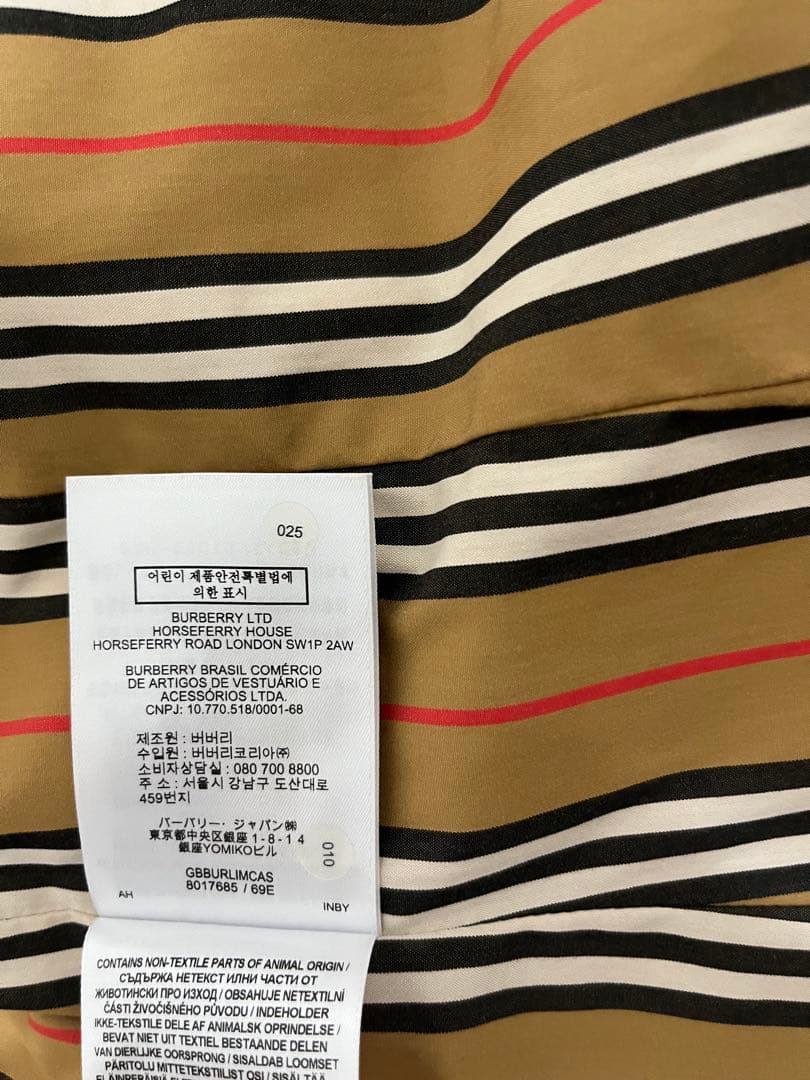 025
어린이 제품안전특별법에
의한 표시
BURBERRY LTD
HORSEFERRY HOUSE
HORSEFERRY ROAD LONDON SW1P 2AW
BURBERRY BRASIL COMÉRCIO
DE ARTIGOS DE VESTUÁRIO E
ACESSÓRIOS LTDA.
CNPJ: 10.770.518/0001-68
제조원 : 버버리
수입원 : 버버리코리아㈜
소비자상담실 : 080 700 8800
주 소 : 서울시 강남구 도산대로
459번지
バーバリー・ジャパン㈱
東京都中央区銀座1-8-14
銀座YOMIKOビル
010
GBBURLIMCAS
8017685 / 69E
AH
INBY
CONTAINS NON-TEXTILE PARTS OF ANIMAL ORIGIN /
СЪДЪРЖА НЕТЕКСТ ИЛНИ ЧАСТИ ОТ
ЖИВОТИНСКИ ПРО ИЗХОД / OBSAHUJE NETEXTILNÍ
ČÁSTI ŽIVOČIŠNÉHO PŮVODU / INDEHOLDER
IKKE-TEKSTILE DELE AF ANIMALSK OPRINDELSE /
BEVAT NIET UIT TEXTIEL BESTAANDE DELEN
VAN DIERLIJKE OORSPRONG / SISALDAB LOOMSET
PÄRITOLU MITTETEKSTIILIST OSI / SISÄLTÄÄ